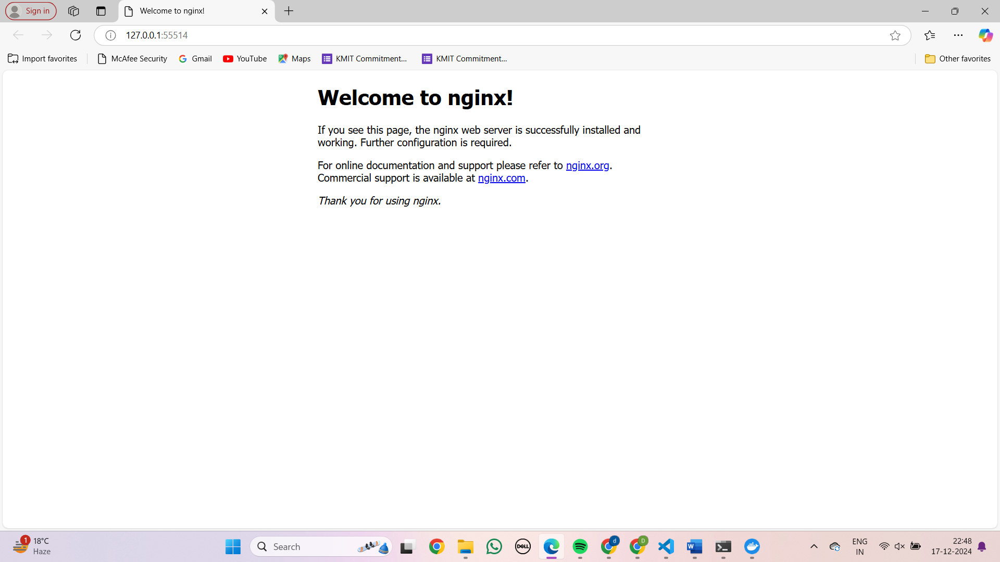 Sign in
Welcome to nginx!
127.0.0.1:55514
Import favorites
McAfee Security
Gmail
YouTube
Maps
KMIT Commitment...
KMIT Commitment...
Other favorites
Welcome to nginx!
If you see this page, the nginx web server is successfully installed and
working. Further configuration is required.
For online documentation and support please refer to nginx.org.
Commercial support is available at nginx.com.
Thank you for using nginx.
1
18°C
Haze
Search
DELL
d
D
W
ENG
IN
22:48
17-12-2024